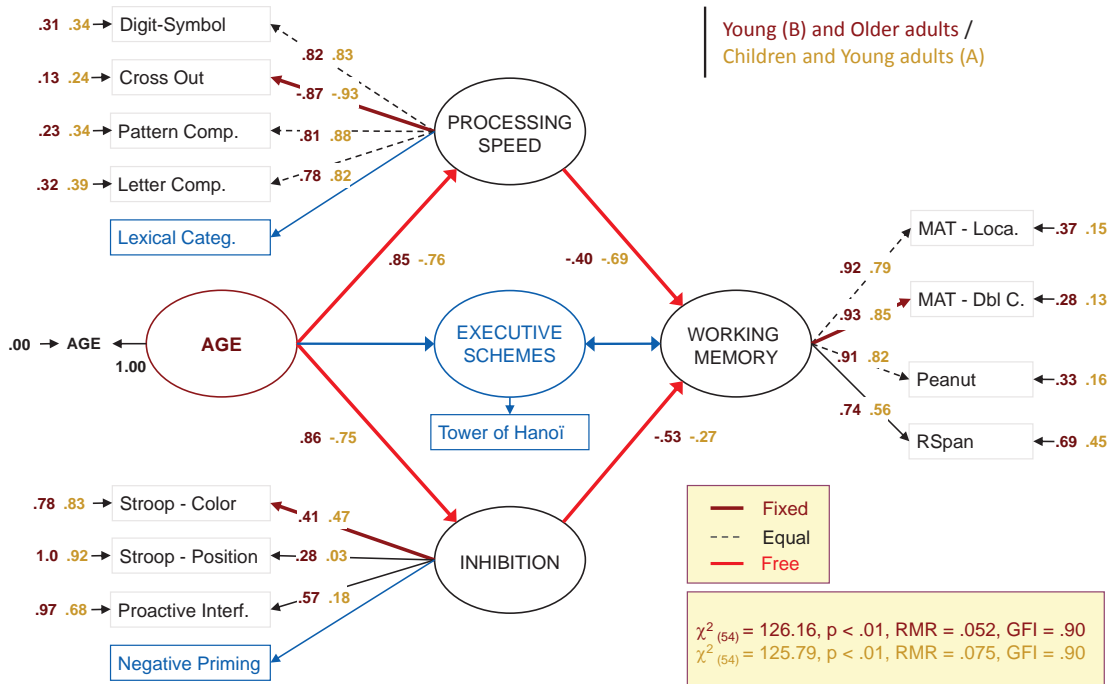 Young (B) and Older adults /
Children and Young adults (A)
.31 .34 Digit-Symbol
.82 .83
.13 .24 Cross Out
-.87 -.93
.23 .34 Pattern Comp.
.81 .88
.32 .39 Letter Comp.
.78 .82
Lexical Categ.
PROCESSING
SPEED
.85 -.76
-.40 -.69
MAT - Loca.
.37 .15
.92 .79
MAT - Dbl C.
.28 .13
.93 .85
.00 AGE
1.00
AGE
EXECUTIVE
SCHEMES
WORKING
MEMORY
.91 .82
Peanut
.33 .16
.74 .56
RSpan
.69 .45
Tower of Hanoï
.86 -.75
-.53 -.27
.78 .83 Stroop - Color
.41 .47
1.0 .92 Stroop - Position
.28 .03
.97 .68 Proactive Interf.
.57 .18
Negative Priming
INHIBITION
Fixed
Equal
Free
χ² (54) = 126.16, p < .01, RMR = .052, GFI = .90
χ² (54) = 125.79, p < .01, RMR = .075, GFI = .90